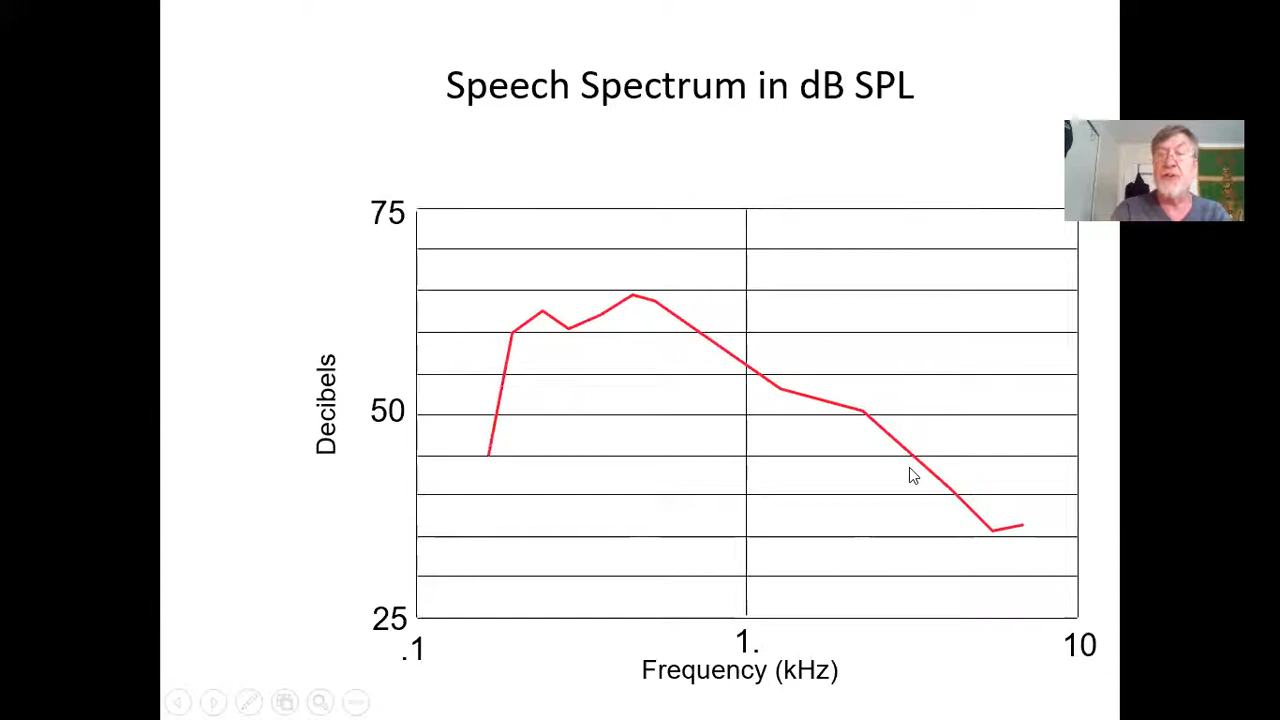 Speech Spectrum in dB SPL
75
Decibels
50
25
.1
1.
10
Frequency (kHz)